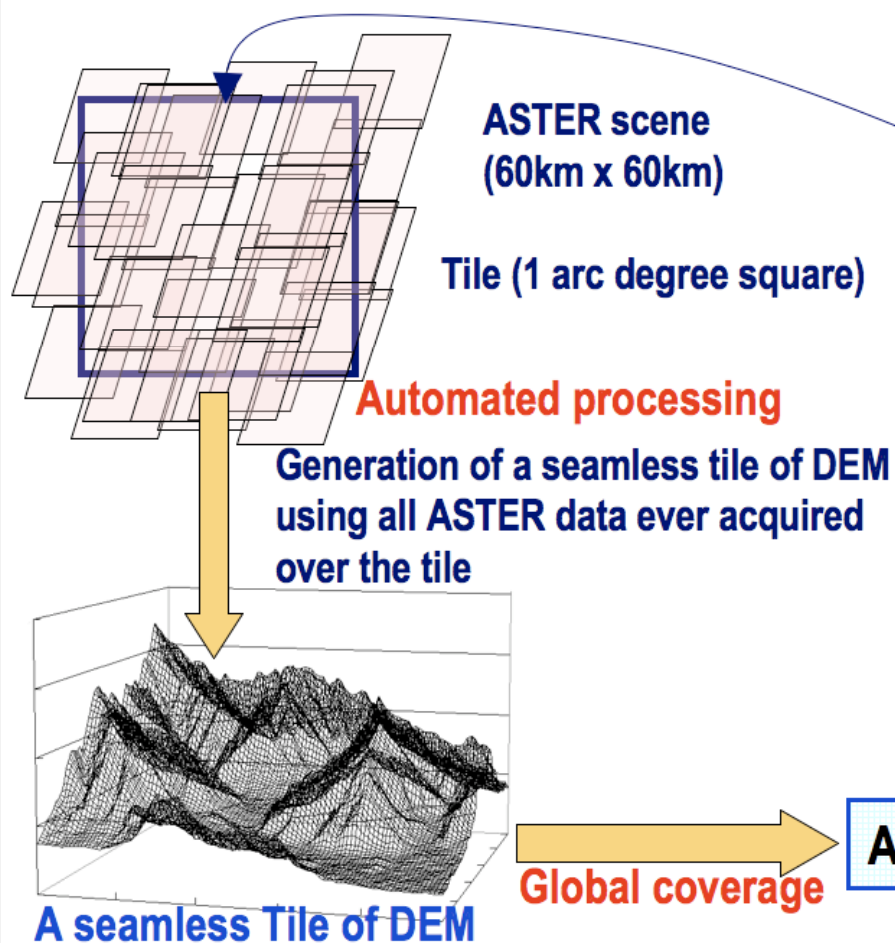 ASTER scene
(60km x 60km)
Tile (1 arc degree square)
Automated processing
Generation of a seamless tile of DEM
using all ASTER data ever acquired
over the tile
A
Global coverage
A seamless Tile of DEM